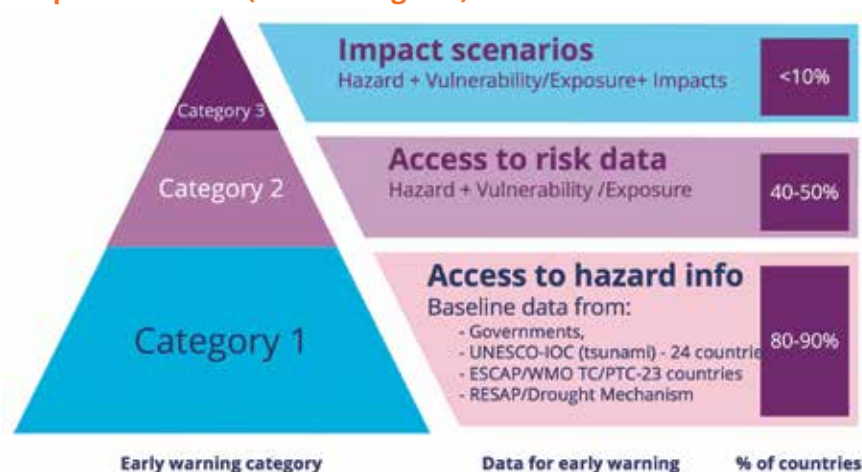 Impact scenarios
Hazard + Vulnerability/Exposure+ Impacts
<10%
Category 3
Access to risk data
Hazard + Vulnerability /Exposure
40-50%
Category 2
Access to hazard info
Baseline data from:
- Governments,
- UNESCO-IOC (tsunami) - 24 countrie
- ESCAP/WMO TC/PTC-23 countries
- RESAP/Drought Mechanism
80-90%
Category 1
Early warning category
Data for early warning
% of countries